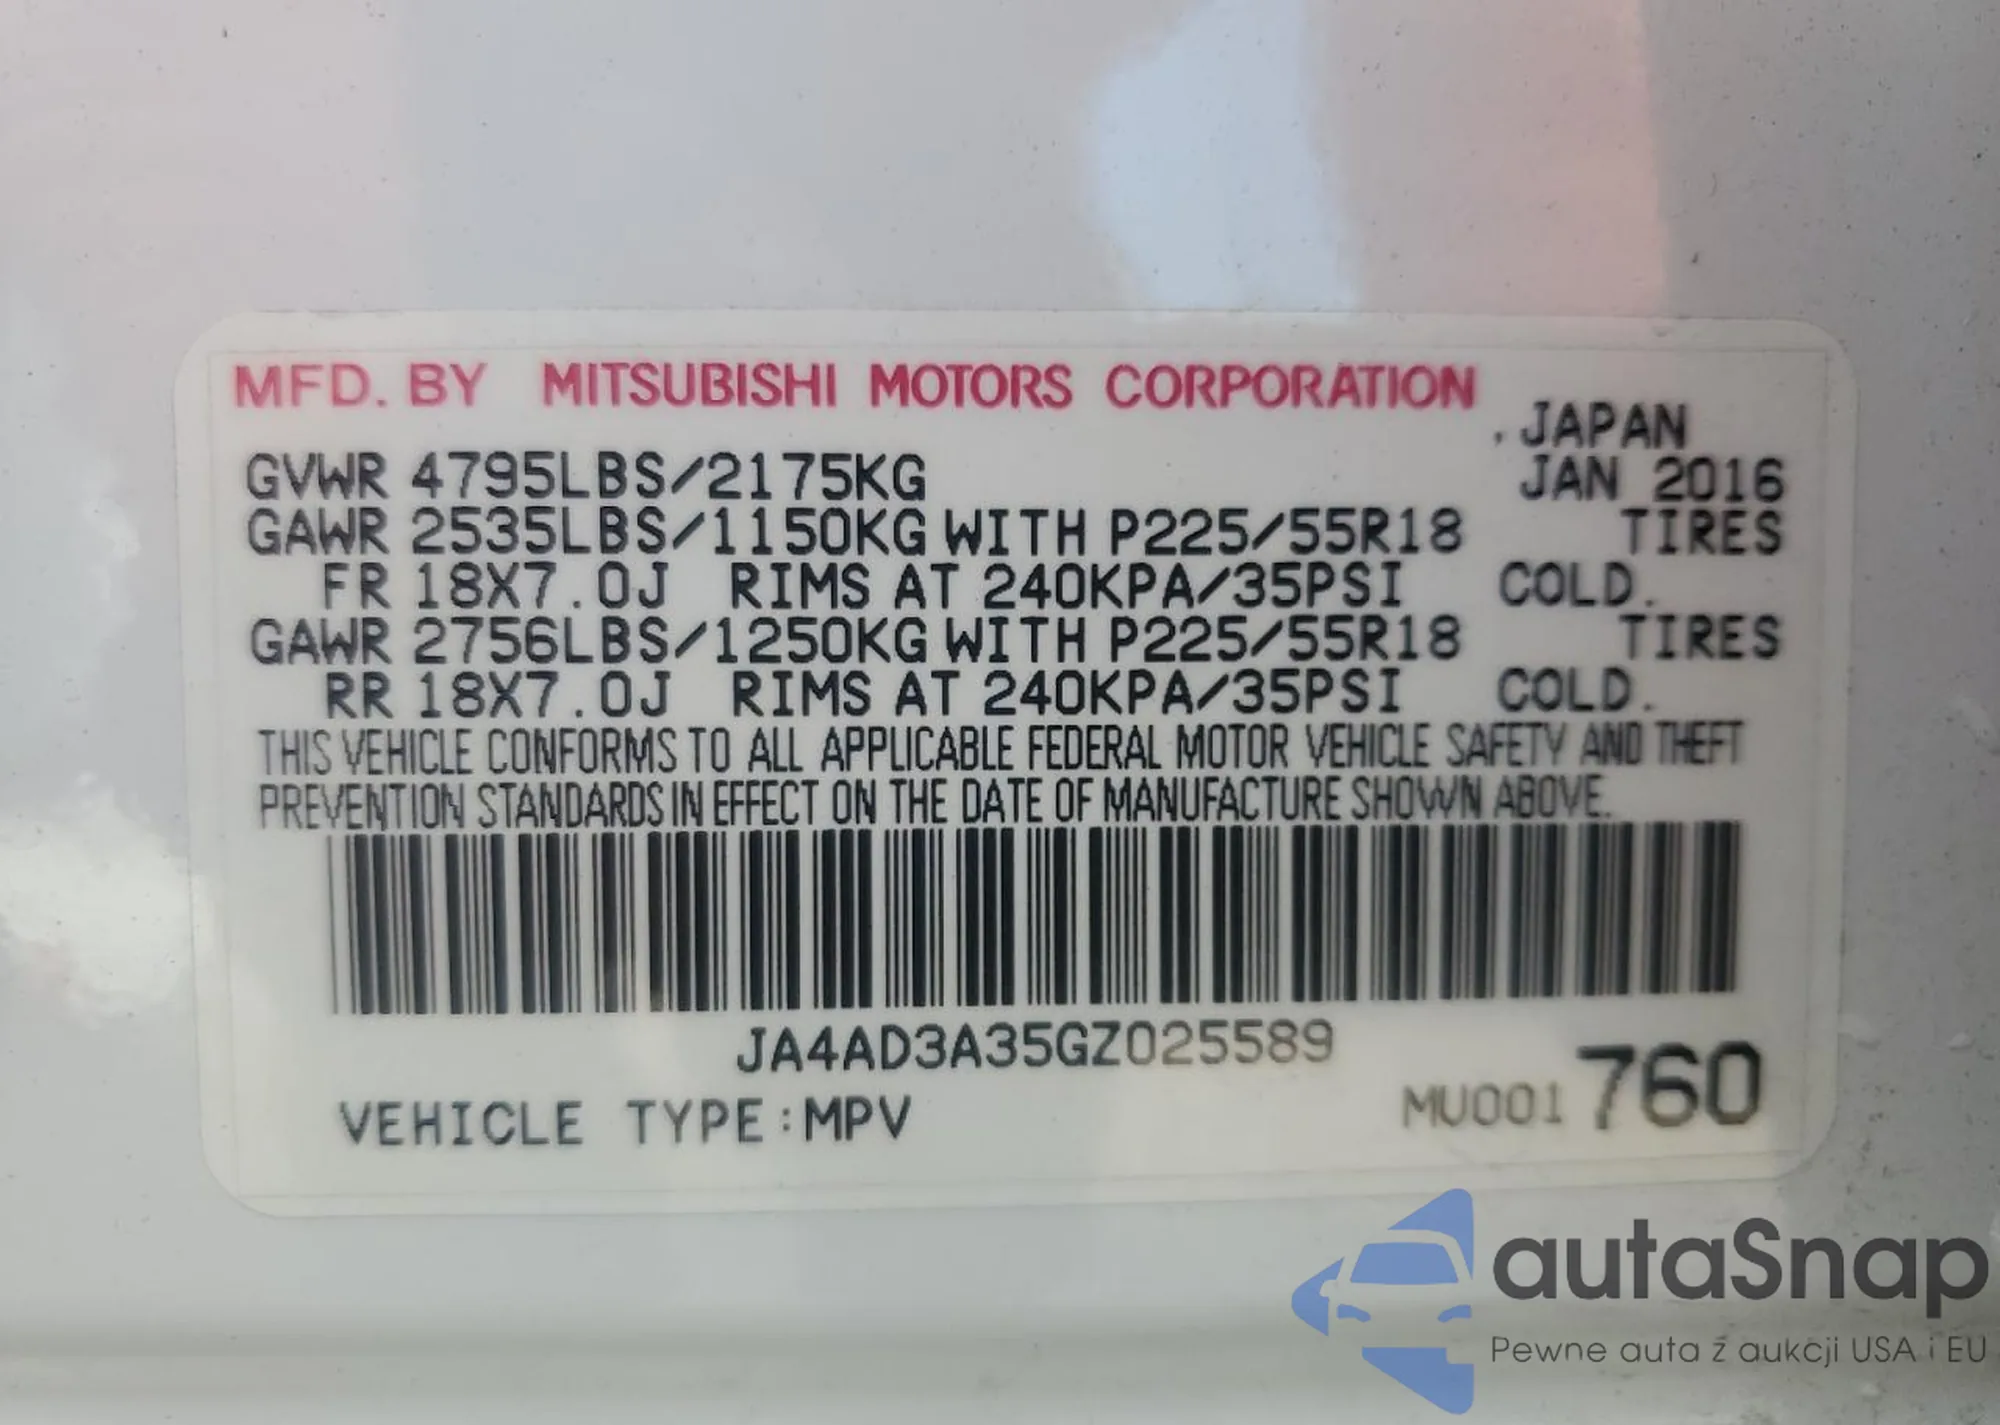 MFD. BY MITSUBISHI MOTORS CORPORATION
. JAPAN
GVWR 4795LBS/2175KG JAN 2016
GAWR 2535LBS/1150KG WITH P225/55R18 TIRES
FR 18X7.0J RIMS AT 240KPA/35PSI COLD.
GAWR 2756LBS/1250KG WITH P225/55R18 TIRES
RR 18X7.0J RIMS AT 240KPA/35PSI COLD.
THIS VEHICLE CONFORMS TO ALL APPLICABLE FEDERAL MOTOR VEHICLE SAFETY AND THEFT
PREVENTION STANDARDS IN EFFECT ON THE DATE OF MANUFACTURE SHOWN ABOVE.
JA4AD3A35GZ025589
MU001 760
VEHICLE TYPE:MPV
autaSnap
Pewne auta z aukcji USA i EU